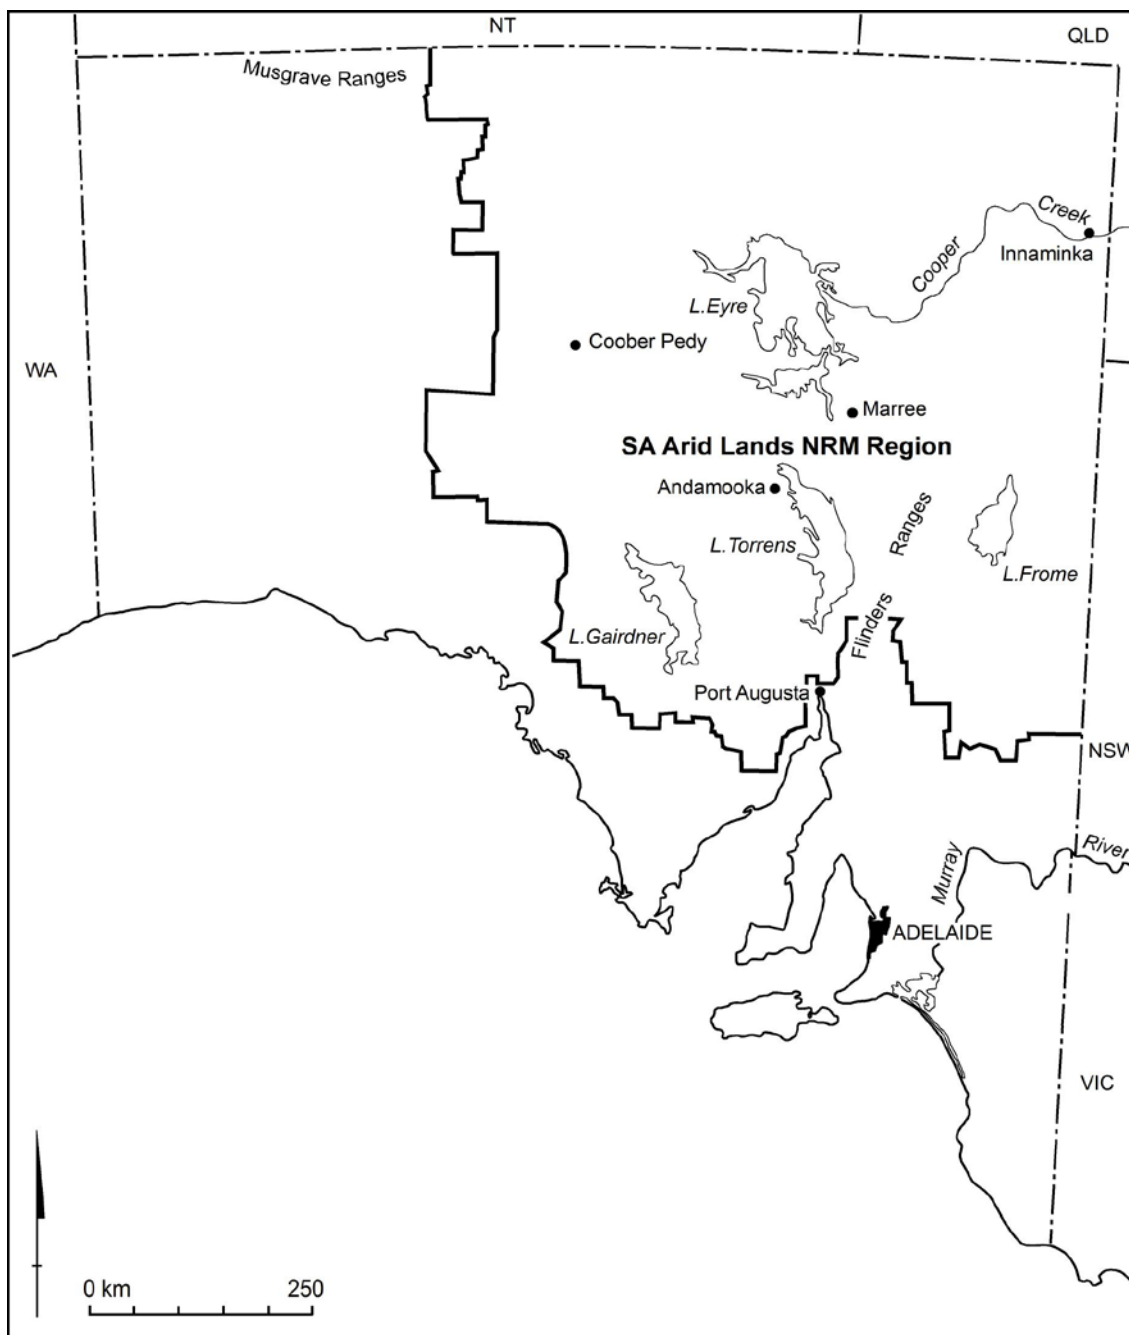 NT
QLD
Musgrave Ranges
Cooper Creek
Innaminka
L.Eyre
Coober Pedy
WA
Marree
SA Arid Lands NRM Region
Andamooka
L.Torrens
Flinders Ranges
L.Frome
L.Gairdner
Port Augusta
NSW
Murray River
ADELAIDE
VIC
0 km 250